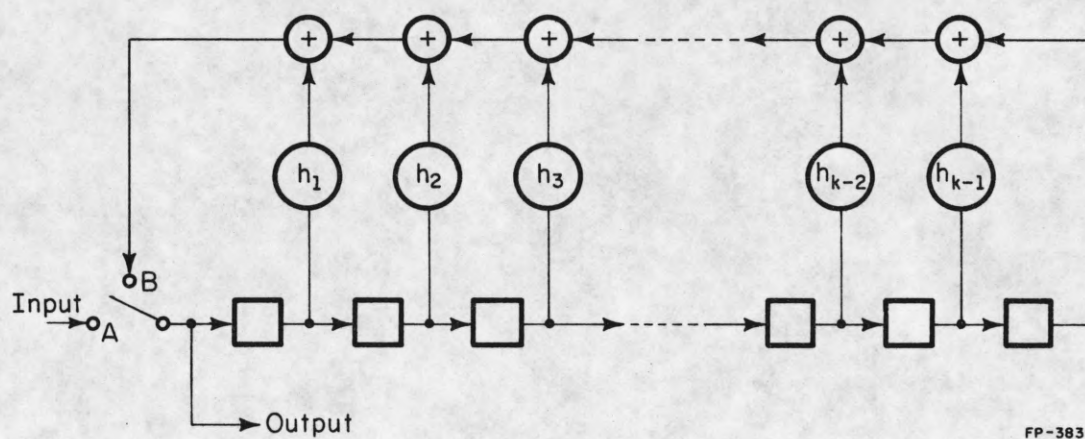 + + + + +
h₁ h₂ h₃ hₖ₋₂ hₖ₋₁
B
Input
A
Output
FP-383